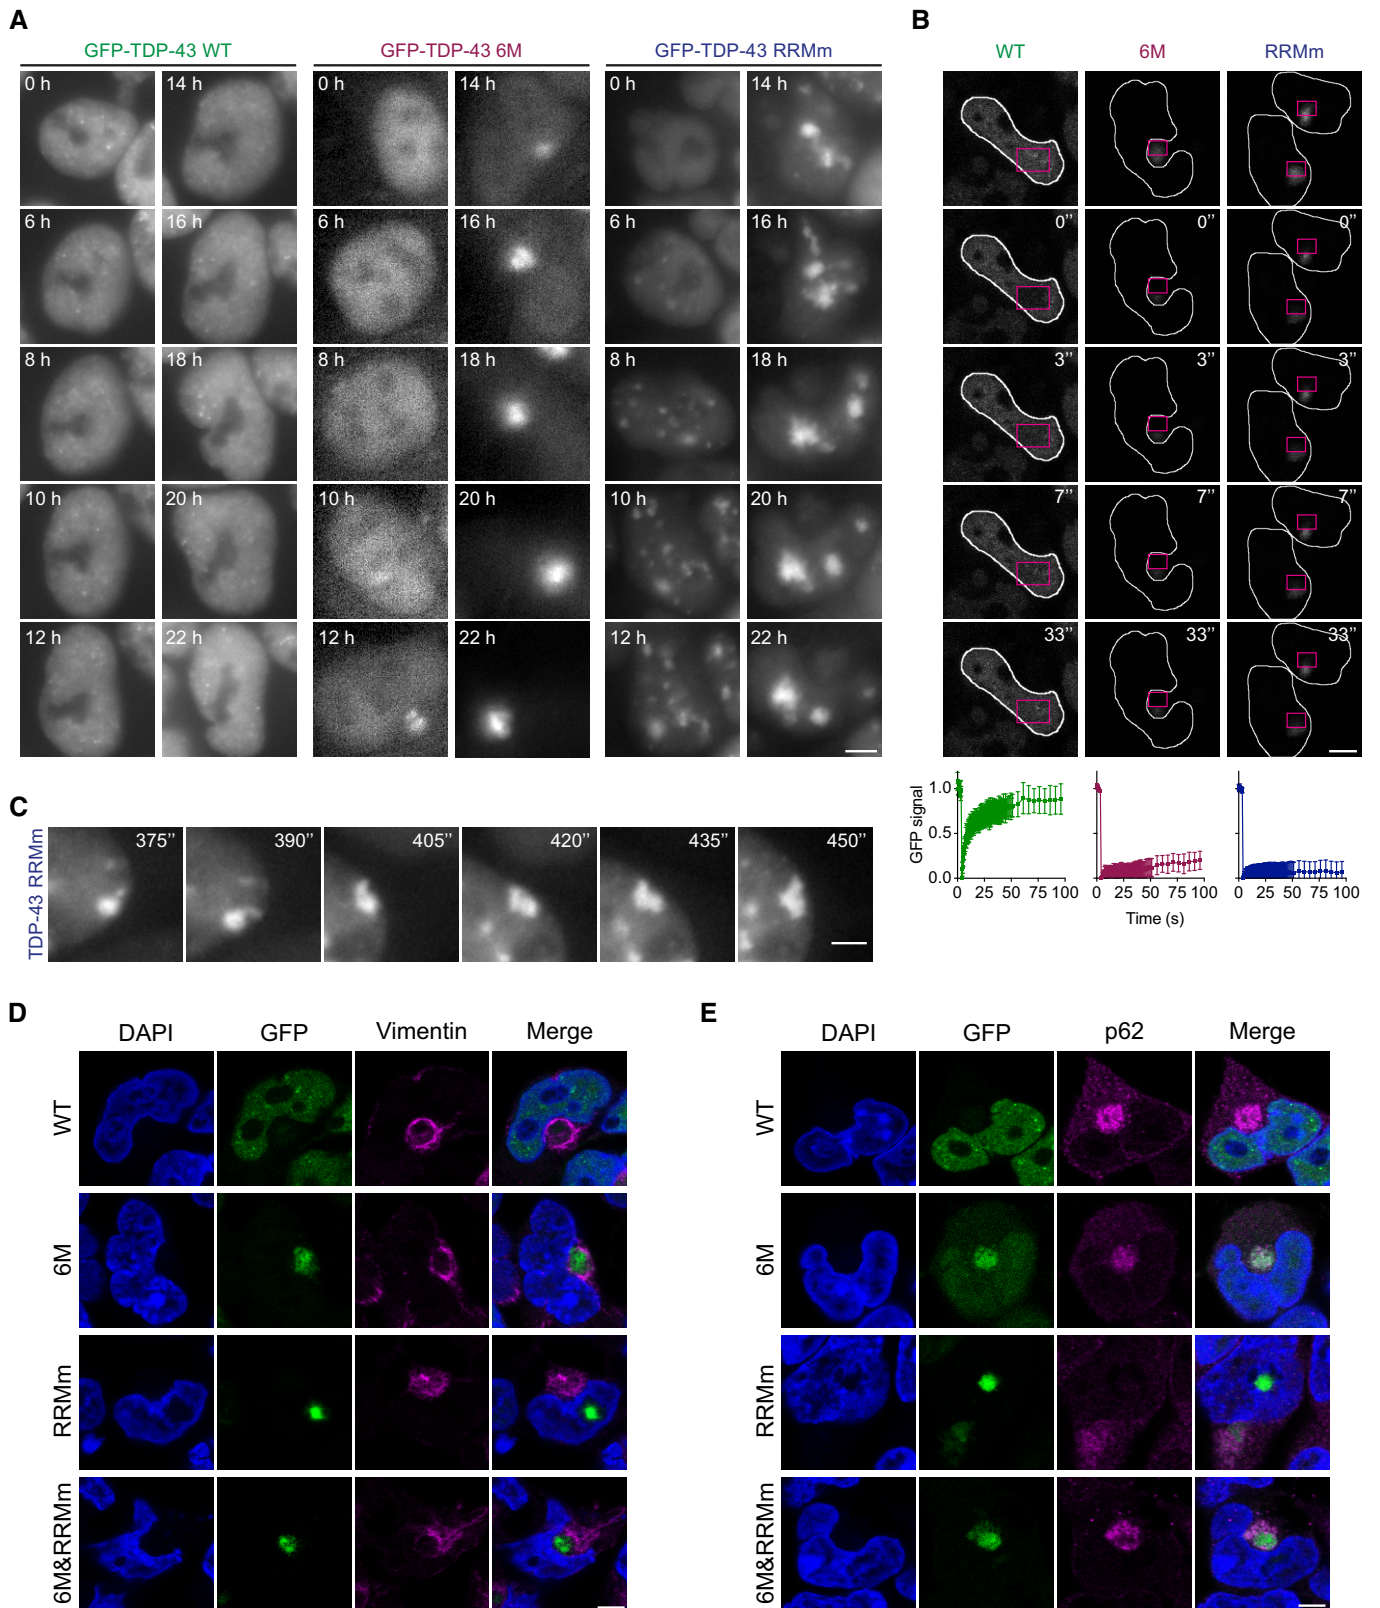 A
GFP-TDP-43 WT
GFP-TDP-43 6M
GFP-TDP-43 RRMm
0 h
14 h
0 h
14 h
0 h
14 h
6 h
16 h
6 h
16 h
6 h
16 h
8 h
18 h
8 h
18 h
8 h
18 h
10 h
20 h
10 h
20 h
10 h
20 h
12 h
22 h
12 h
22 h
12 h
22 h
B
WT
6M
RRMm
0’’
0’’
0’’
3’’
3’’
3’’
7’’
7’’
7’’
33’’
33’’
33’’
GFP signal
1.0
0.5
0.0
0 25 50 75 100
0 25 50 75 100
0 25 50 75 100
Time (s)
C
TDP-43 RRMm
375’’
390’’
405’’
420’’
435’’
450’’
D
DAPI
GFP
Vimentin
Merge
WT
6M
RRMm
6M&RRMm
E
DAPI
GFP
p62
Merge
WT
6M
RRMm
6M&RRMm